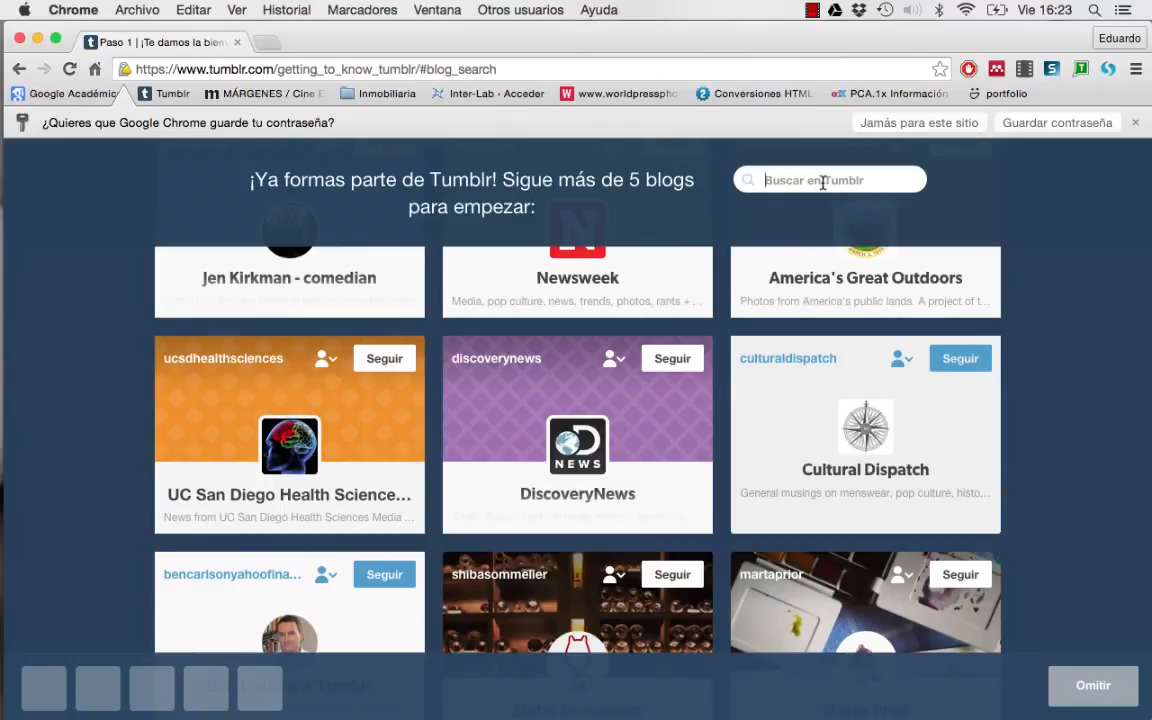 Chrome Archivo Editar Ver Historial Marcadores Ventana Otros usuarios Ayuda Vie 16:23
Paso 1 | ¡Te damos la bien
Eduardo
https://www.tumblr.com/getting_to_know_tumblr/#blog_search
Google Académic Tumblr MÁRGENES / Cine E Inmobiliaria Inter-Lab › Acceder www.worldpresspho Conversiones HTML PCA.1x Información portfolio
¿Quieres que Google Chrome guarde tu contraseña? Jamás para este sitio Guardar contraseña
¡Ya formas parte de Tumblr! Sigue más de 5 blogs
para empezar:
Buscar en Tumblr
Jen Kirkman - comedian Newsweek America's Great Outdoors
Media, pop culture, news, trends, photos, rants + ... Photos from America's public lands. A project of t...
ucsdhealthsciences Seguir discoverynews Seguir culturaldispatch Seguir
NEWS
UC San Diego Health Science... DiscoveryNews Cultural Dispatch
News from UC San Diego Health Sciences Media ... General musings on menswear, pop culture, histo...
bencarlsonyahoofina... Seguir shibasommelier Seguir martaprior Seguir
Omitir